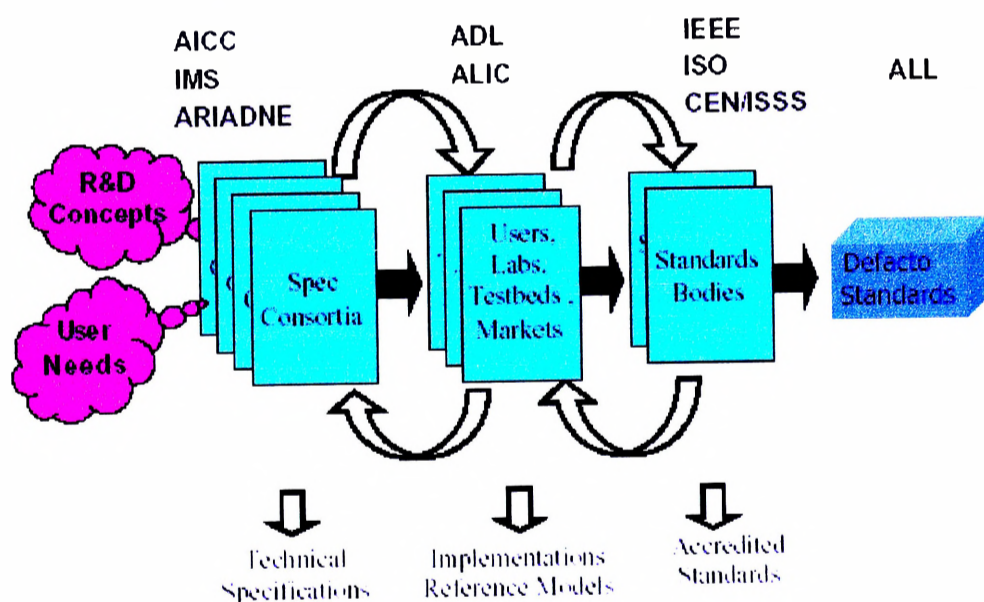 AICC
IMS
ARIADNE
ADL
ALIC
IEEE
ISO
CEN/ISSS
ALL
R&D
Concepts
User
Needs
Spec
Consortia
Users,
Labs,
Testbeds .
Markets
Standards
Bodies
Defacto
Standards
Technical
Specifications
Implementations
Reference Models
Accredited
Standards